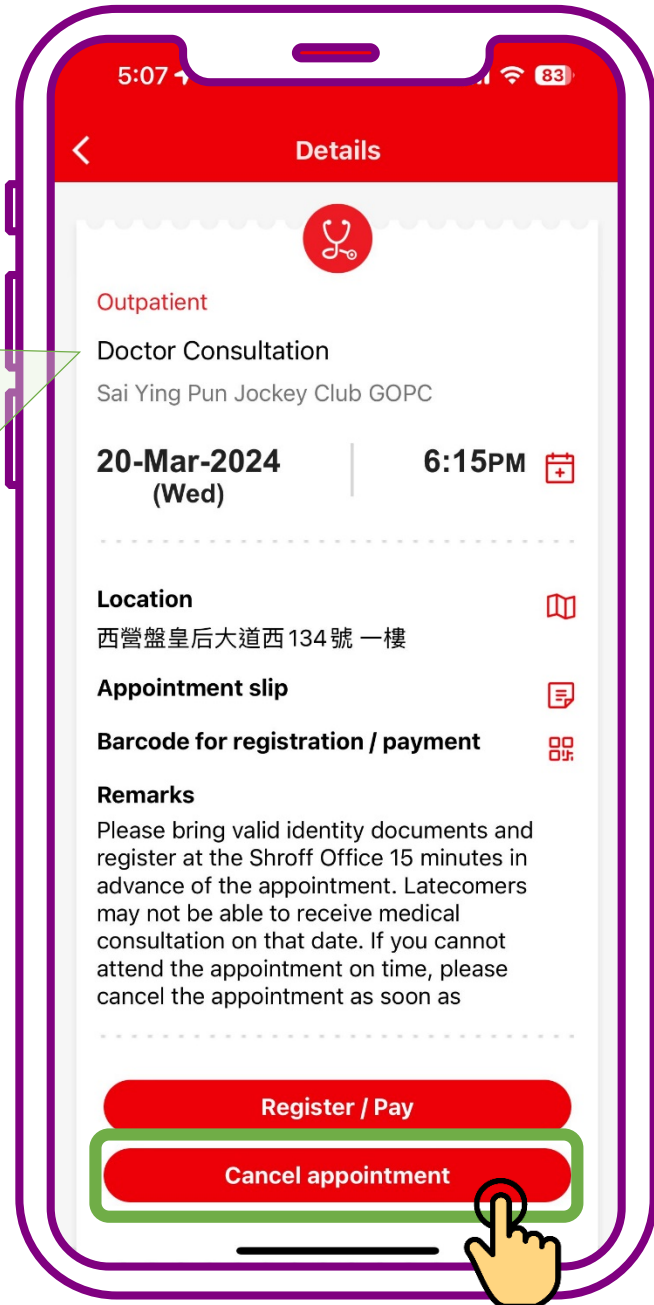 5:07
83
Details
Outpatient
Doctor Consultation
Sai Ying Pun Jockey Club GOPC
20-Mar-2024
6:15PM
(Wed)
Location
西營盤皇后大道西134號 一樓
Appointment slip
Barcode for registration / payment
Remarks
Please bring valid identity documents and
register at the Shroff Office 15 minutes in
advance of the appointment. Latecomers
may not be able to receive medical
consultation on that date. If you cannot
attend the appointment on time, please
cancel the appointment as soon as
Register / Pay
Cancel appointment